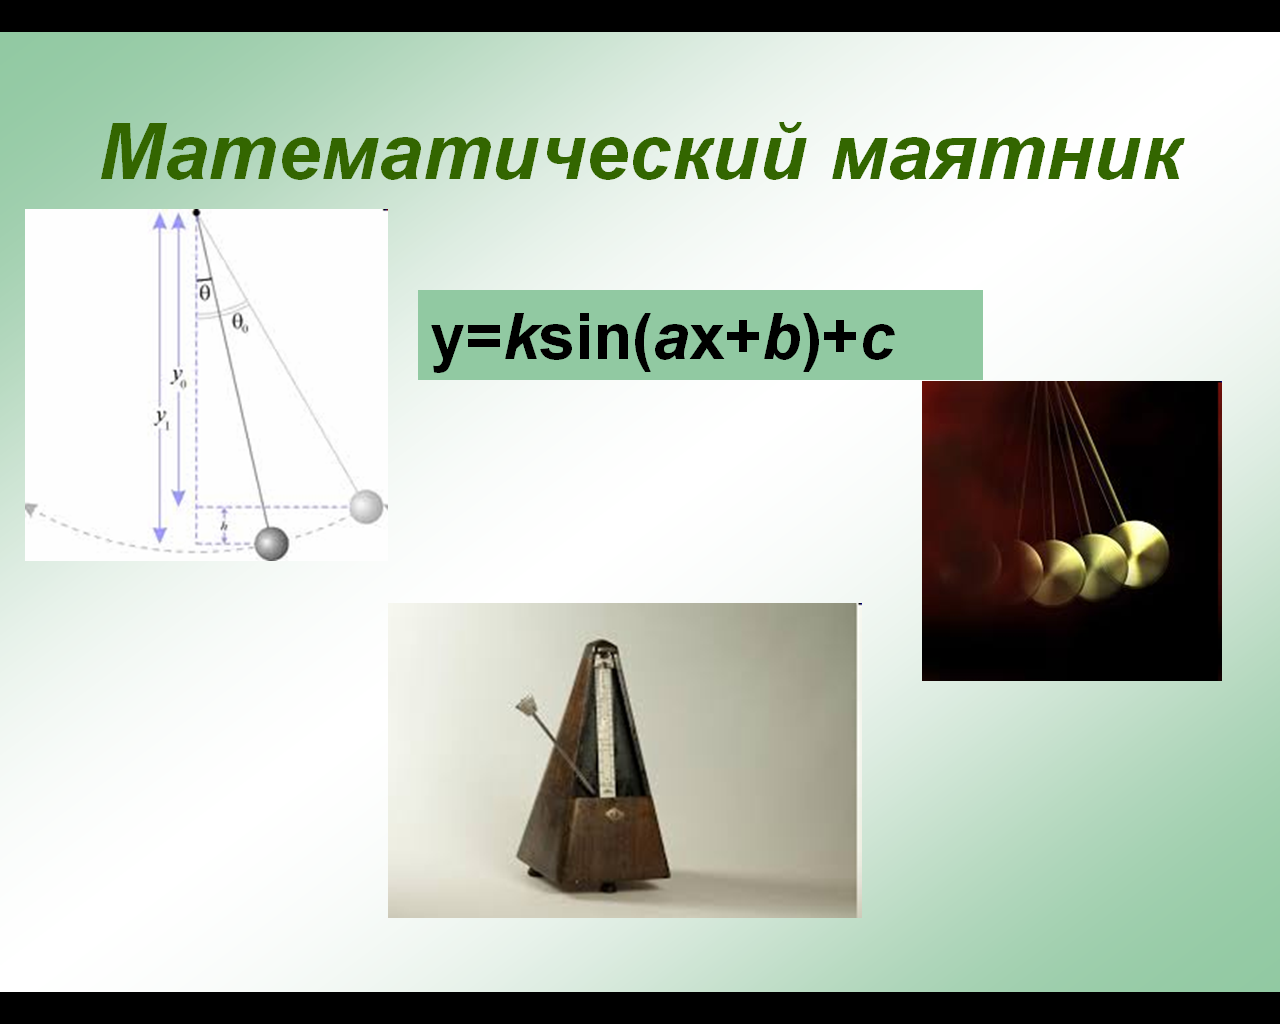 Математический маятник
y=ksin(ax+b)+c
θ
θ₀
y₀
y₁
h